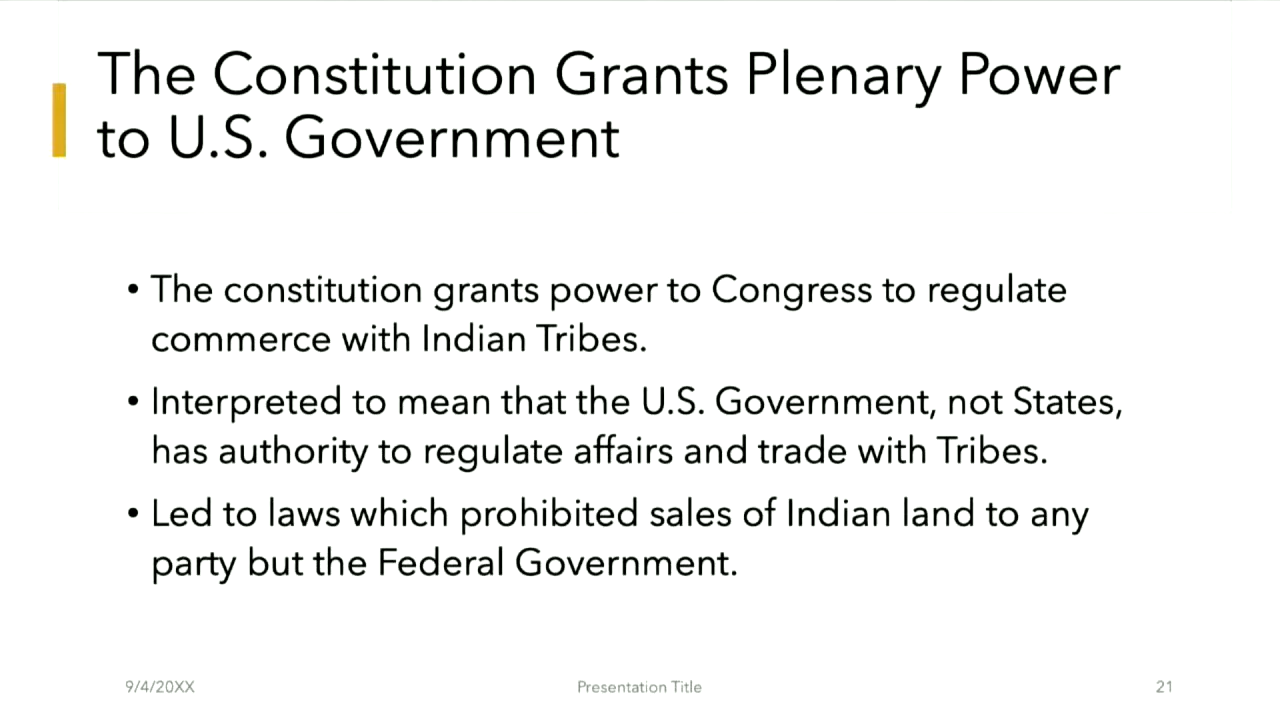 The Constitution Grants Plenary Power
to U.S. Government
• The constitution grants power to Congress to regulate
commerce with Indian Tribes.
• Interpreted to mean that the U.S. Government, not States,
has authority to regulate affairs and trade with Tribes.
• Led to laws which prohibited sales of Indian land to any
party but the Federal Government.
9/4/20XX
Presentation Title
21